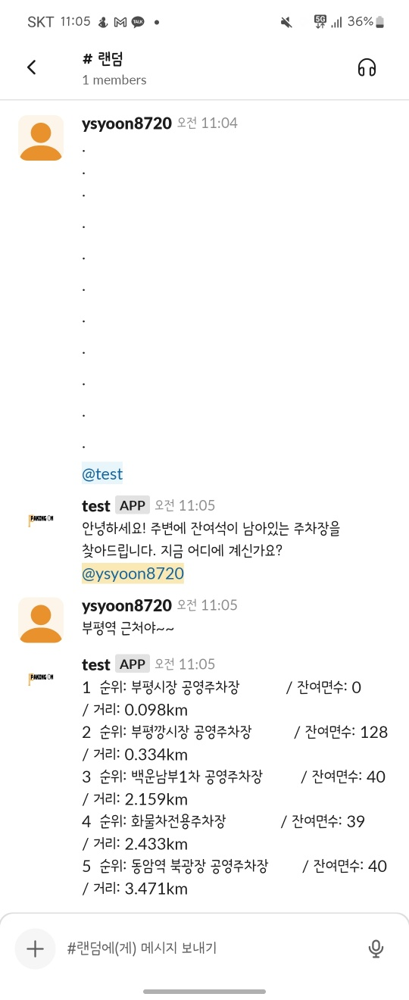 SKT 11:05 TALK 5G 36%
# 랜덤
1 members
ysyoon8720 오전 11:04
.
.
.
.
.
.
.
.
.
.
.
@test
test APP 오전 11:05
PAKING ON
안녕하세요! 주변에 잔여석이 남아있는 주차장을
찾아드립니다. 지금 어디에 계신가요?
@ysyoon8720
ysyoon8720 오전 11:05
부평역 근처야~~
test APP 오전 11:05
PAKING ON
1 순위: 부평시장 공영주차장 / 잔여면수: 0
/ 거리: 0.098km
2 순위: 부평깡시장 공영주차장 / 잔여면수: 128
/ 거리: 0.334km
3 순위: 백운남부1차 공영주차장 / 잔여면수: 40
/ 거리: 2.159km
4 순위: 화물차전용주차장 / 잔여면수: 39
/ 거리: 2.433km
5 순위: 동암역 북광장 공영주차장 / 잔여면수: 40
/ 거리: 3.471km
#랜덤에(게) 메시지 보내기